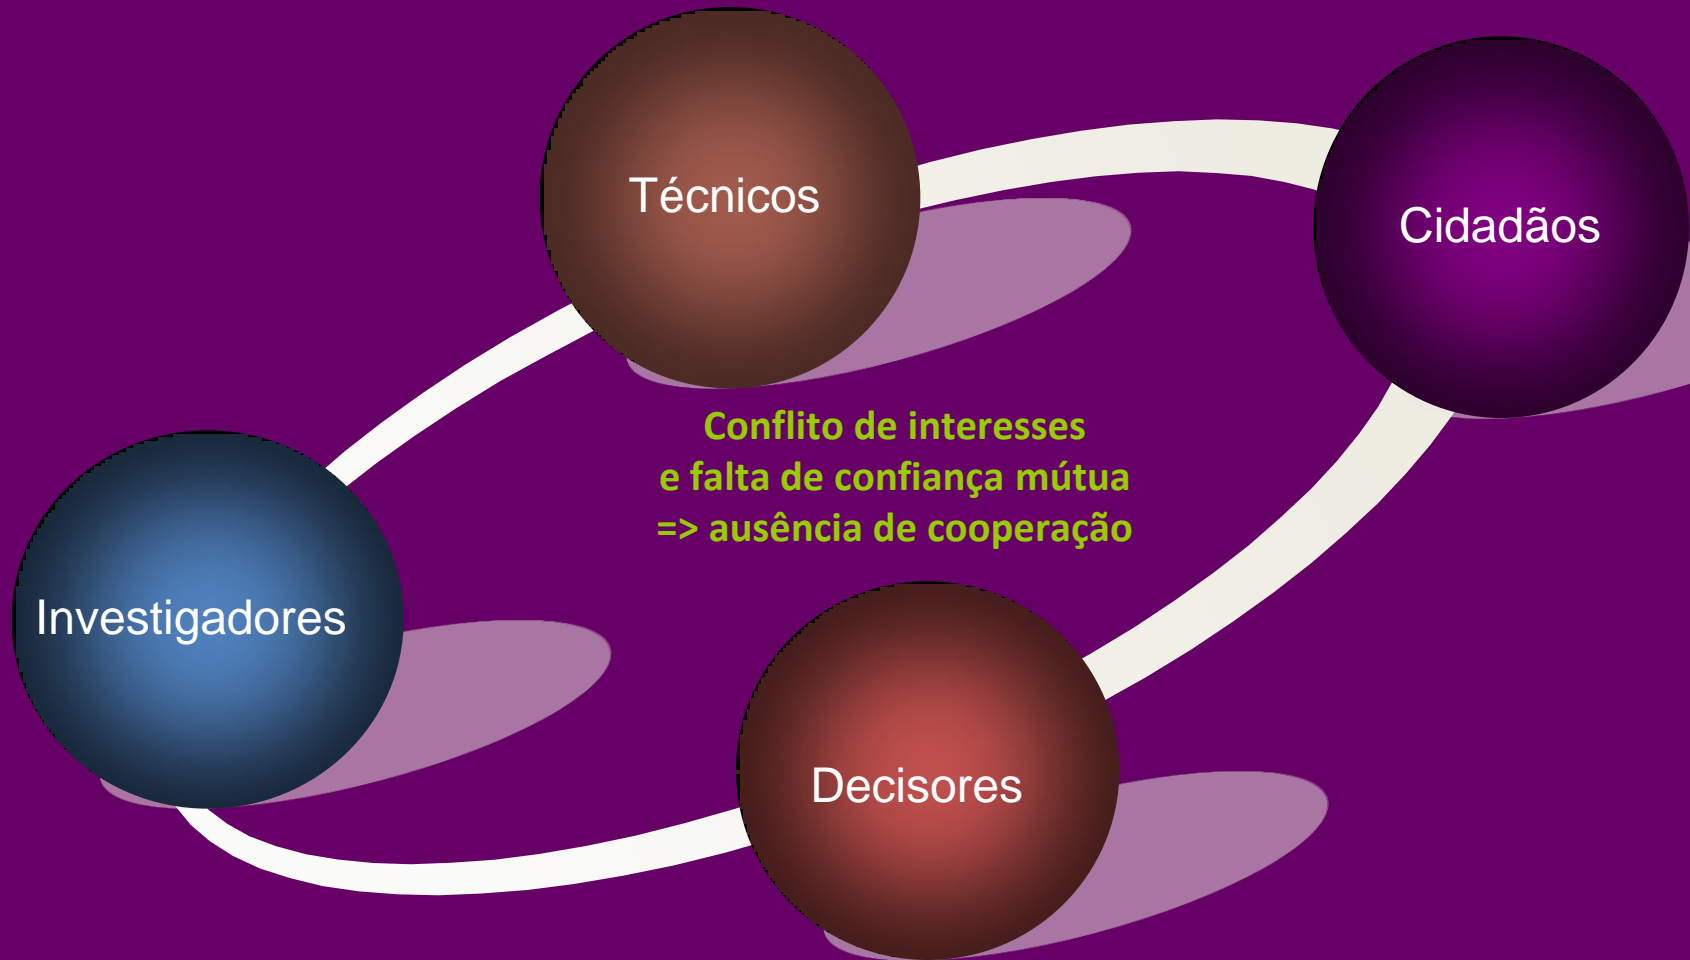 Técnicos
Cidadãos
Conflito de interesses
e falta de confiança mútua
=> ausência de cooperação
Investigadores
Decisores